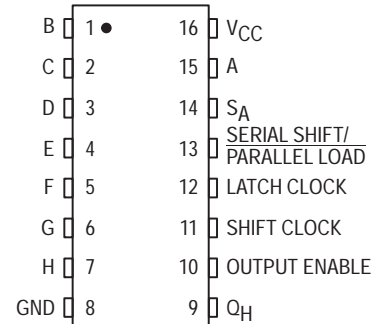 B 1 16 VCC
C 2 15 A
D 3 14 SA
E 4 13 SERIAL SHIFT/
PARALLEL LOAD
F 5 12 LATCH CLOCK
G 6 11 SHIFT CLOCK
H 7 10 OUTPUT ENABLE
GND 8 9 QH